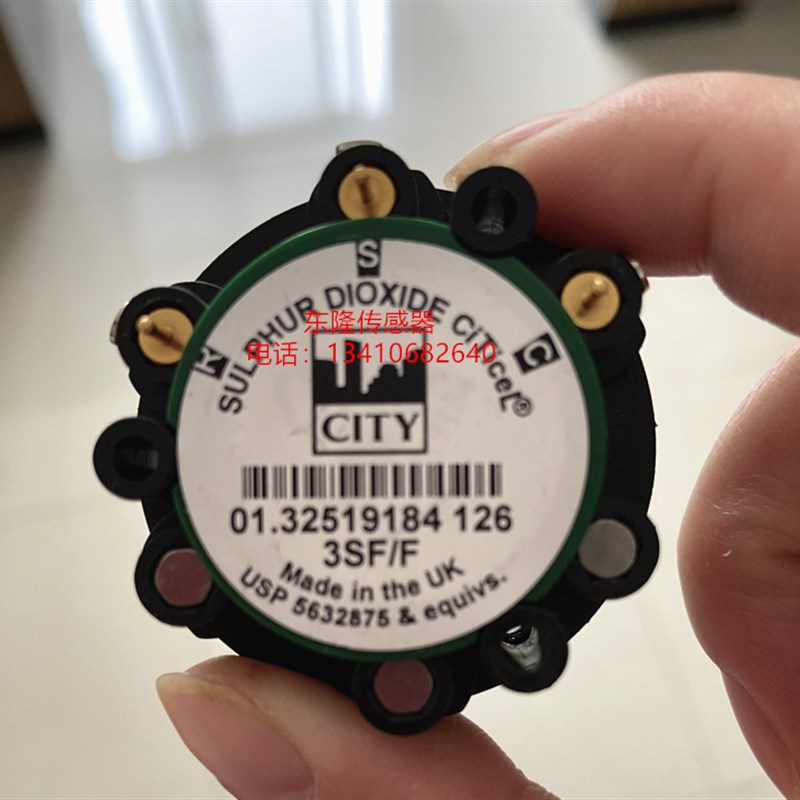 S
R
C
SULPHUR DIOXIDE CiTiceL®
东隆传感器
电话：13410682640
CITY
01.32519184 126
3SF/F
Made in the UK
USP 5632875 & equivs.